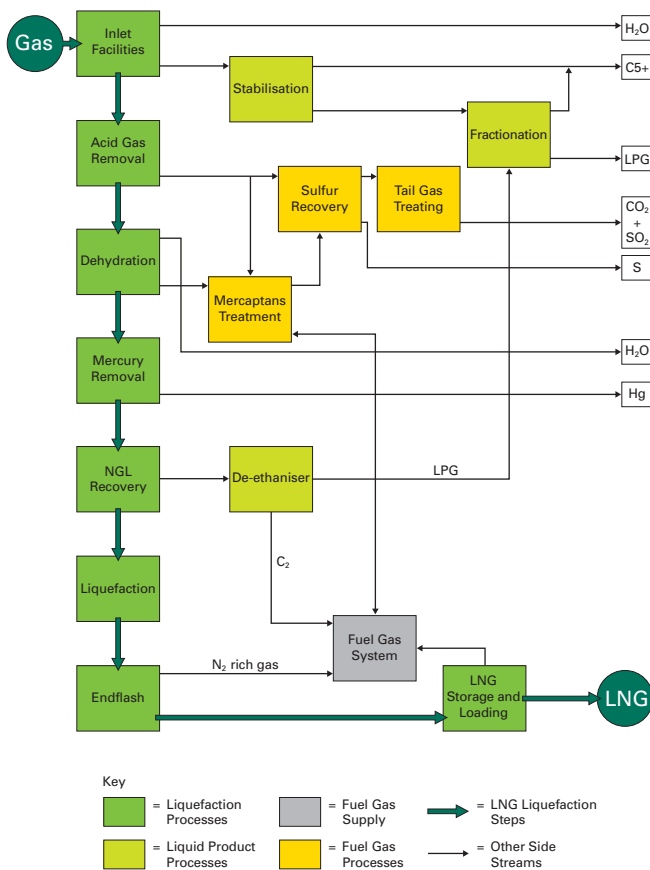 Gas
Inlet
Facilities
H₂O
C5+
Stabilisation
Fractionation
Acid Gas
Removal
LPG
Sulfur
Recovery
Tail Gas
Treating
CO₂
+
SO₂
Dehydration
S
Mercaptans
Treatment
H₂O
Mercury
Removal
Hg
NGL
Recovery
De-ethaniser
LPG
C₂
Liquefaction
Fuel Gas
System
Endflash
N₂ rich gas
LNG
Storage and
Loading
LNG
Key
= Liquefaction
Processes
= Fuel Gas
Supply
= LNG Liquefaction
Steps
= Liquid Product
Processes
= Fuel Gas
Processes
= Other Side
Streams